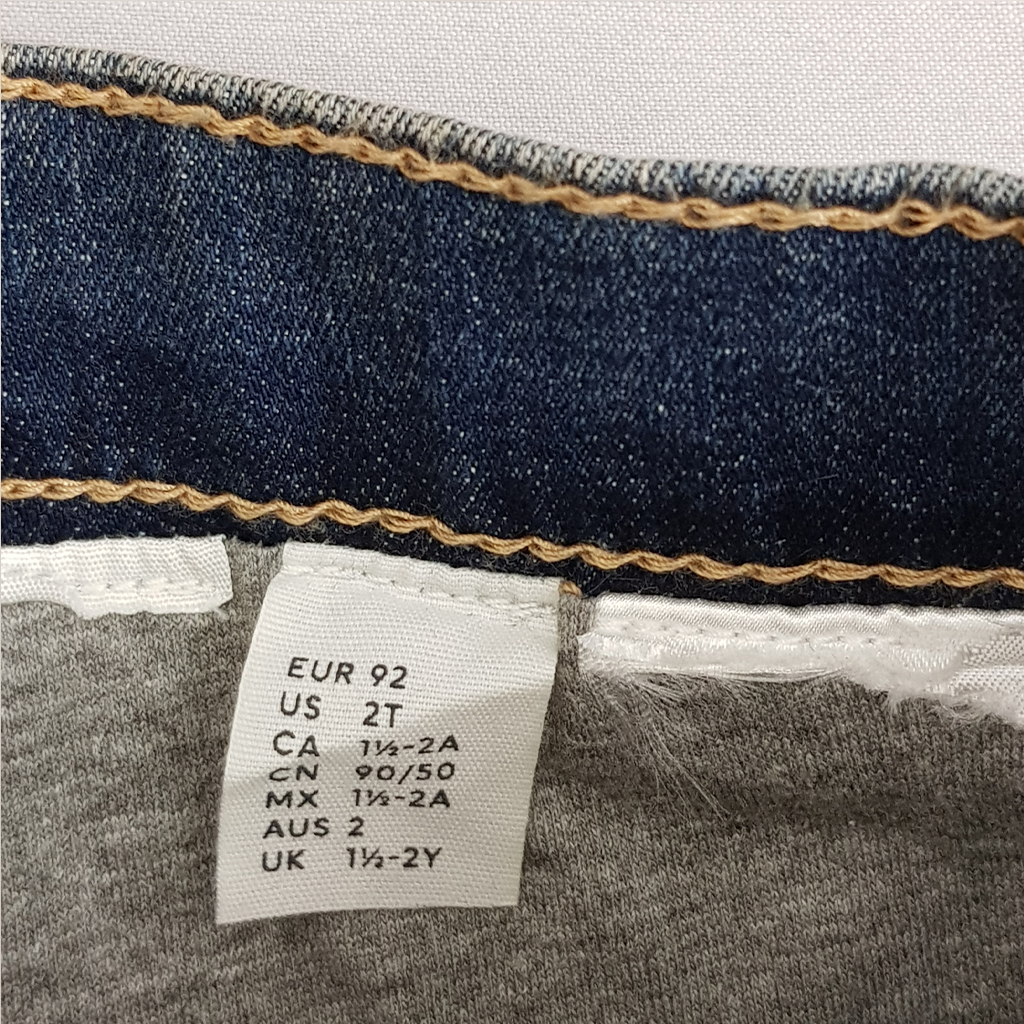 EUR 92
US 2T
CA 1½-2A
CN 90/50
MX 1½-2A
AUS 2
UK 1½-2Y